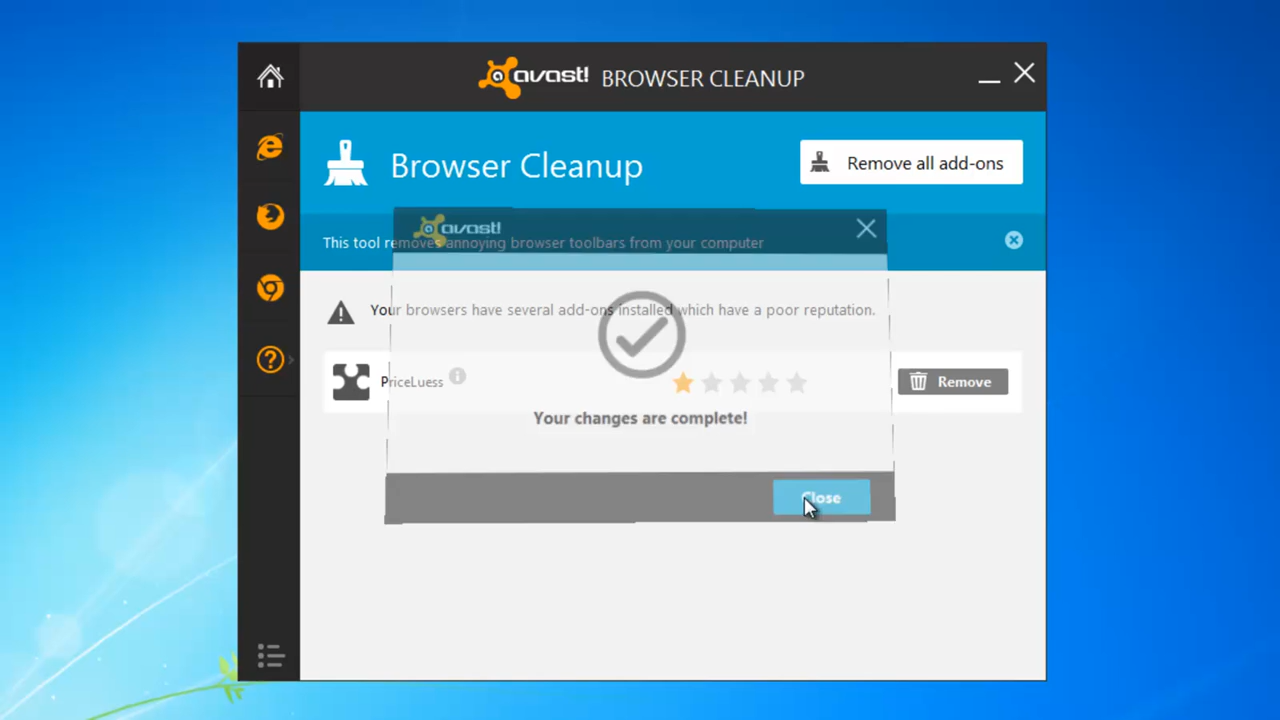 avast! BROWSER CLEANUP
Browser Cleanup
Remove all add-ons
avast!
This tool removes annoying browser toolbars from your computer
Your browsers have several add-ons installed which have a poor reputation.
PriceLuess
Remove
Your changes are complete!
Close